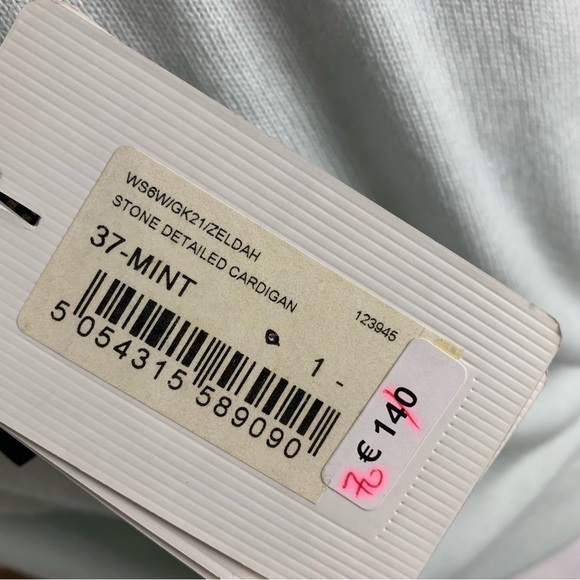 WS6W/GK21/ZELDAH
STONE DETAILED CARDIGAN
37-MINT
123945
1 -
5 054315 589090
€ 140
70